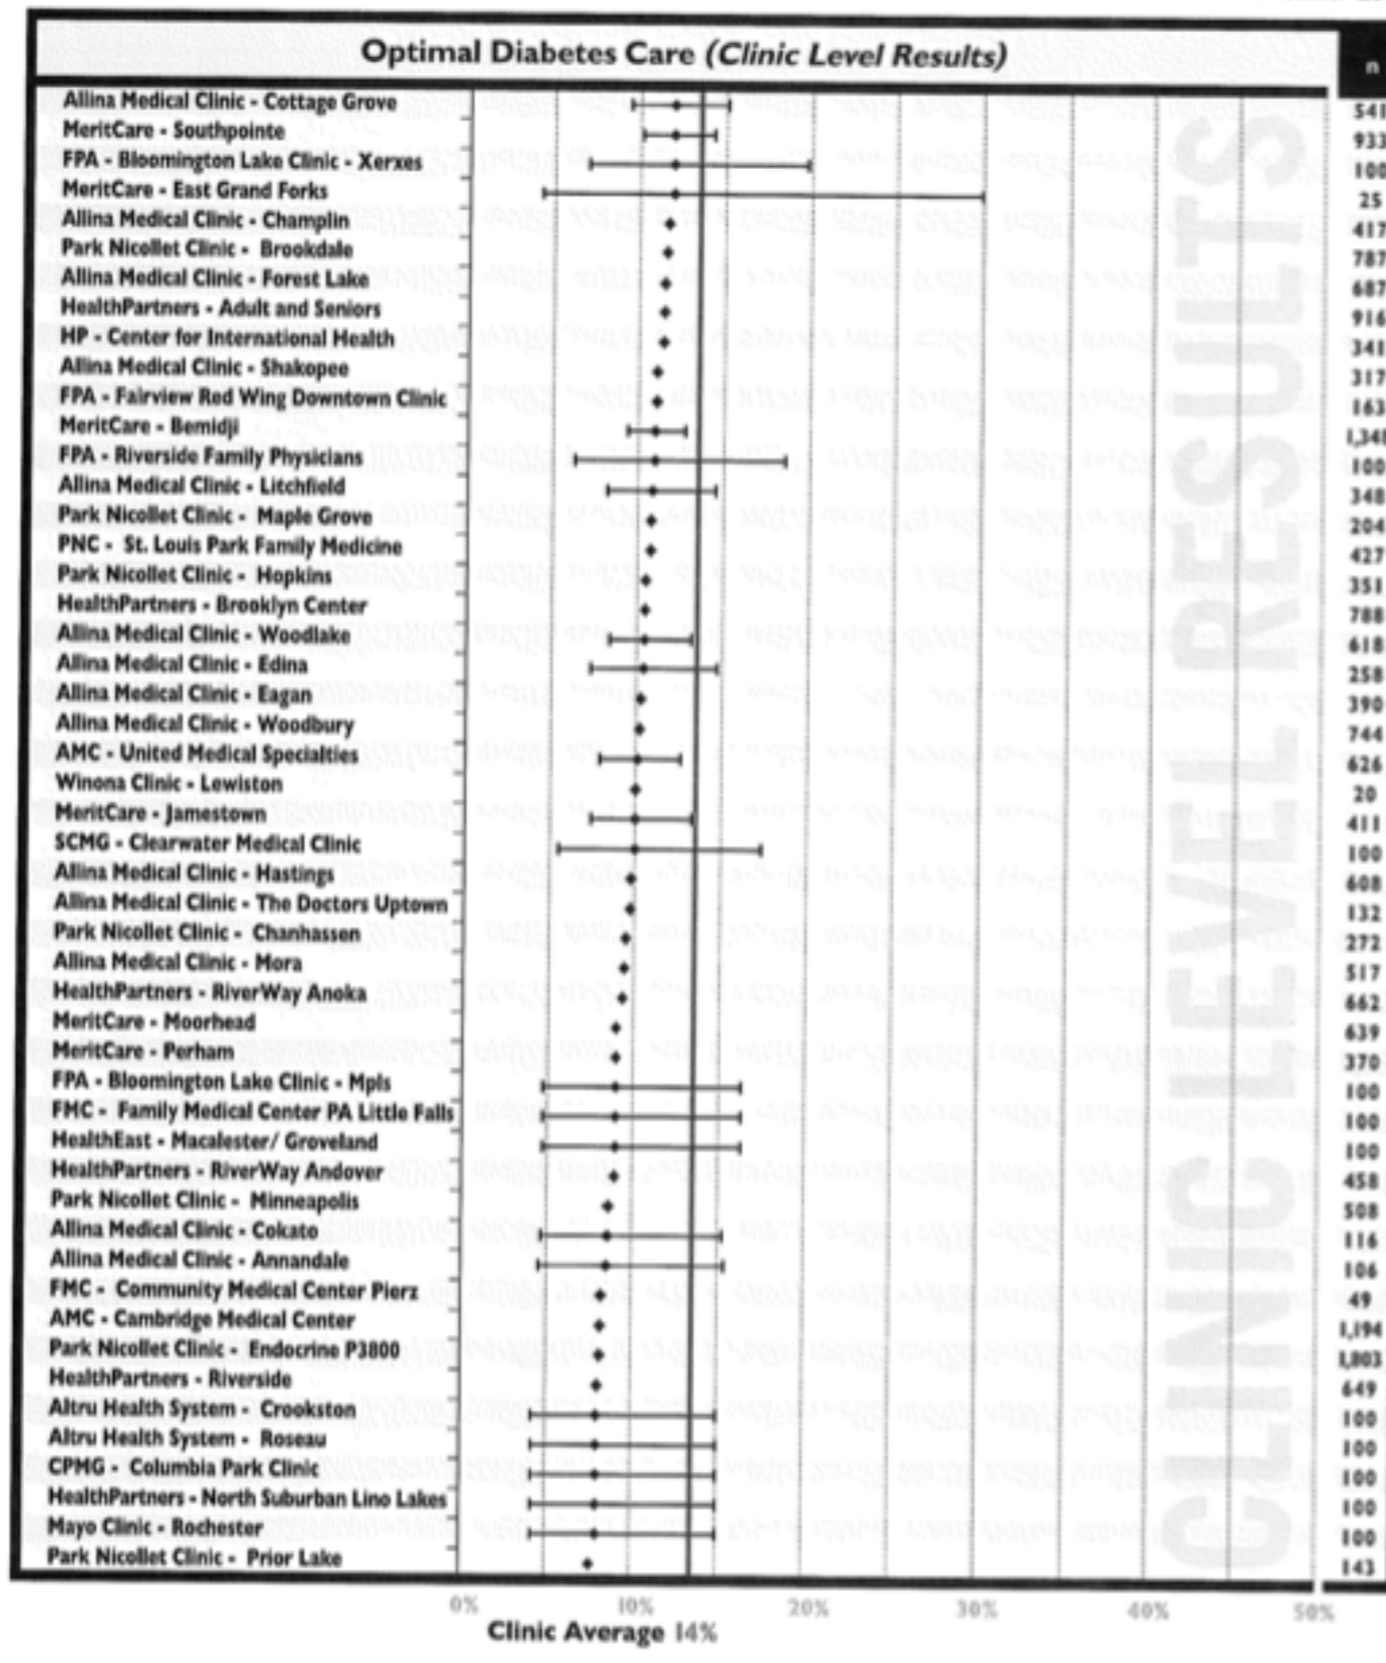 Optimal Diabetes Care (Clinic Level Results) n
Allina Medical Clinic - Cottage Grove 541
MeritCare - Southpointe 933
FPA - Bloomington Lake Clinic - Xerxes 100
MeritCare - East Grand Forks 25
Allina Medical Clinic - Champlin 417
Park Nicollet Clinic - Brookdale 787
Allina Medical Clinic - Forest Lake 687
HealthPartners - Adult and Seniors 916
HP - Center for International Health 341
Allina Medical Clinic - Shakopee 317
FPA - Fairview Red Wing Downtown Clinic 163
MeritCare - Bemidji 1,348
FPA - Riverside Family Physicians 100
Allina Medical Clinic - Litchfield 348
Park Nicollet Clinic - Maple Grove 204
PNC - St. Louis Park Family Medicine 427
Park Nicollet Clinic - Hopkins 351
HealthPartners - Brooklyn Center 788
Allina Medical Clinic - Woodlake 618
Allina Medical Clinic - Edina 258
Allina Medical Clinic - Eagan 390
Allina Medical Clinic - Woodbury 744
AMC - United Medical Specialties 626
Winona Clinic - Lewiston 20
MeritCare - Jamestown 411
SCMG - Clearwater Medical Clinic 100
Allina Medical Clinic - Hastings 608
Allina Medical Clinic - The Doctors Uptown 132
Park Nicollet Clinic - Chanhassen 272
Allina Medical Clinic - Mora 517
HealthPartners - RiverWay Anoka 662
MeritCare - Moorhead 639
MeritCare - Perham 370
FPA - Bloomington Lake Clinic - Mpls 100
FMC - Family Medical Center PA Little Falls 100
HealthEast - Macalester/ Groveland 100
HealthPartners - RiverWay Andover 458
Park Nicollet Clinic - Minneapolis 508
Allina Medical Clinic - Cokato 116
Allina Medical Clinic - Annandale 106
FMC - Community Medical Center Pierz 49
AMC - Cambridge Medical Center 1,194
Park Nicollet Clinic - Endocrine P3800 1,803
HealthPartners - Riverside 649
Altru Health System - Crookston 100
Altru Health System - Roseau 100
CPMG - Columbia Park Clinic 100
HealthPartners - North Suburban Lino Lakes 100
Mayo Clinic - Rochester 100
Park Nicollet Clinic - Prior Lake 143
0% 10% 20% 30% 40% 50%
Clinic Average 14%
CLINIC LEVEL RESULTS